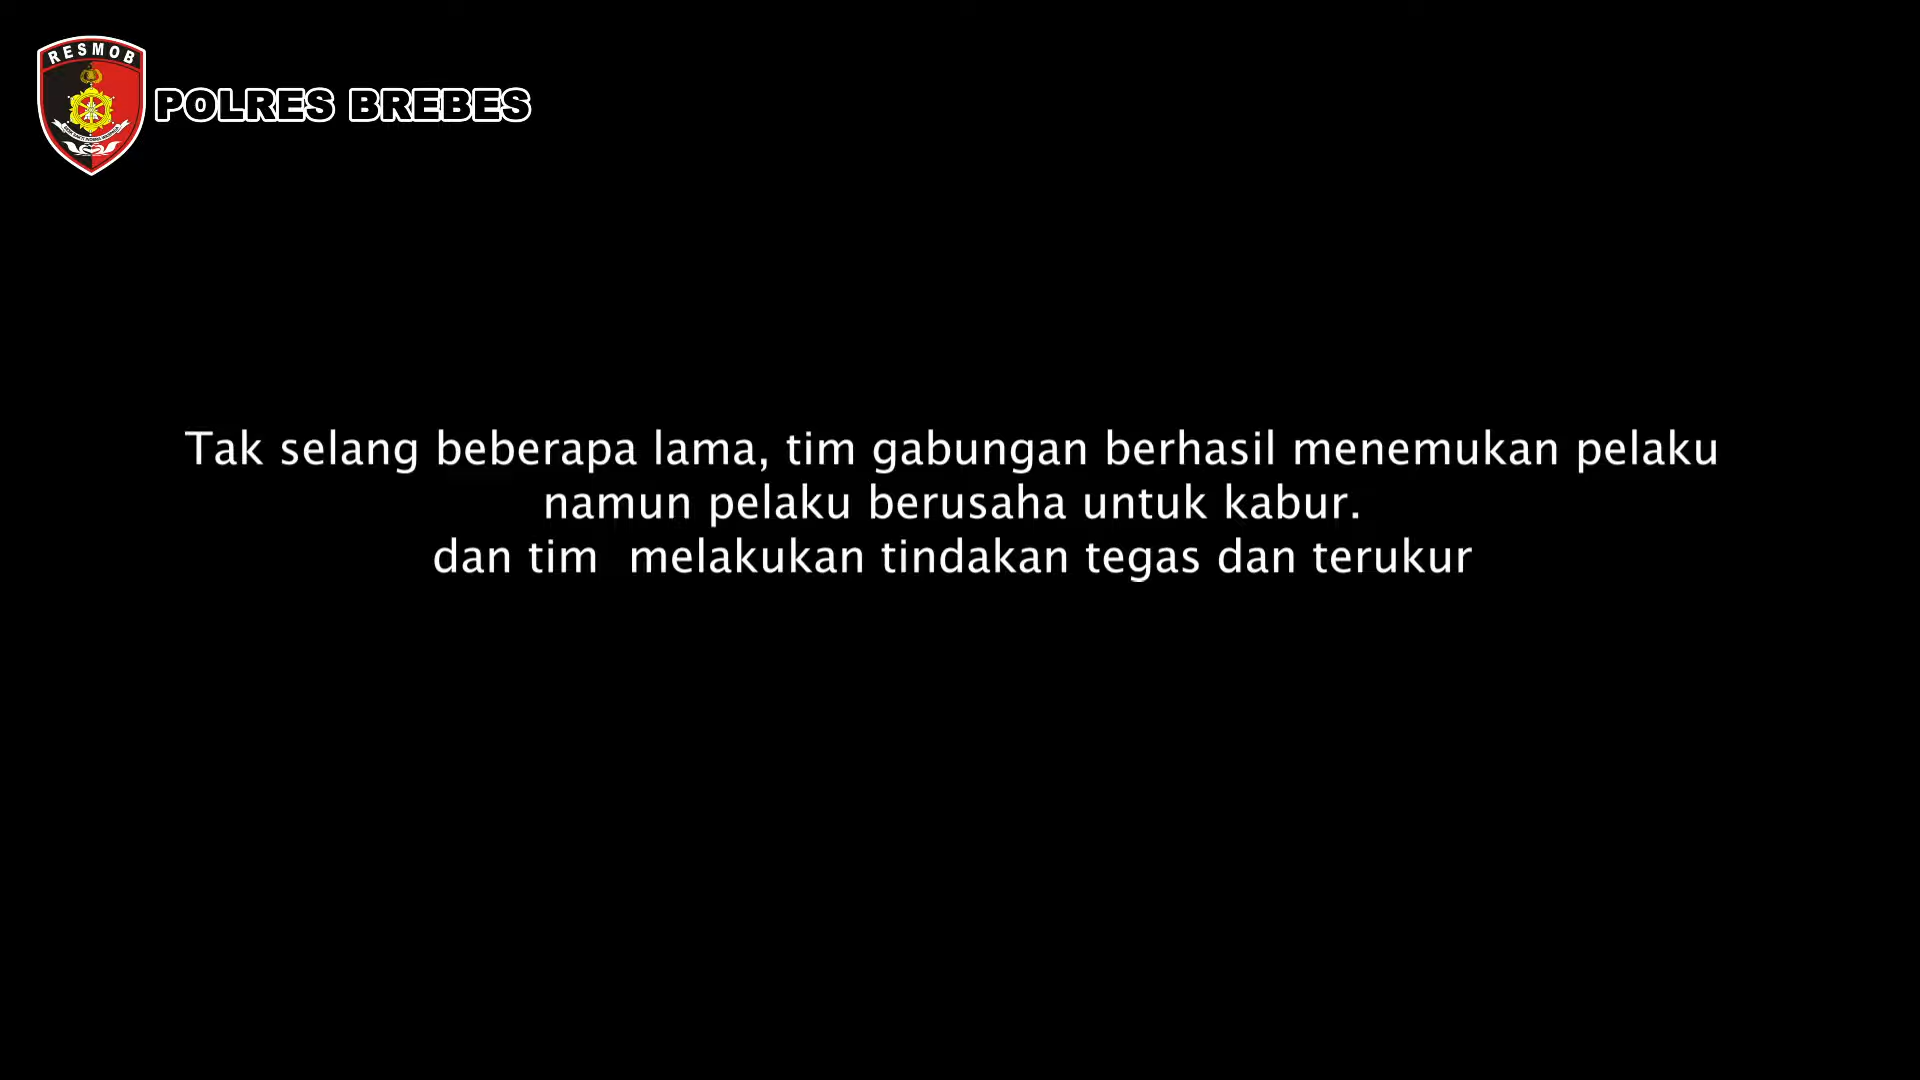 RESMOB
POLRES BREBES
Tak selang beberapa lama, tim gabungan berhasil menemukan pelaku
namun pelaku berusaha untuk kabur.
dan tim  melakukan tindakan tegas dan terukur